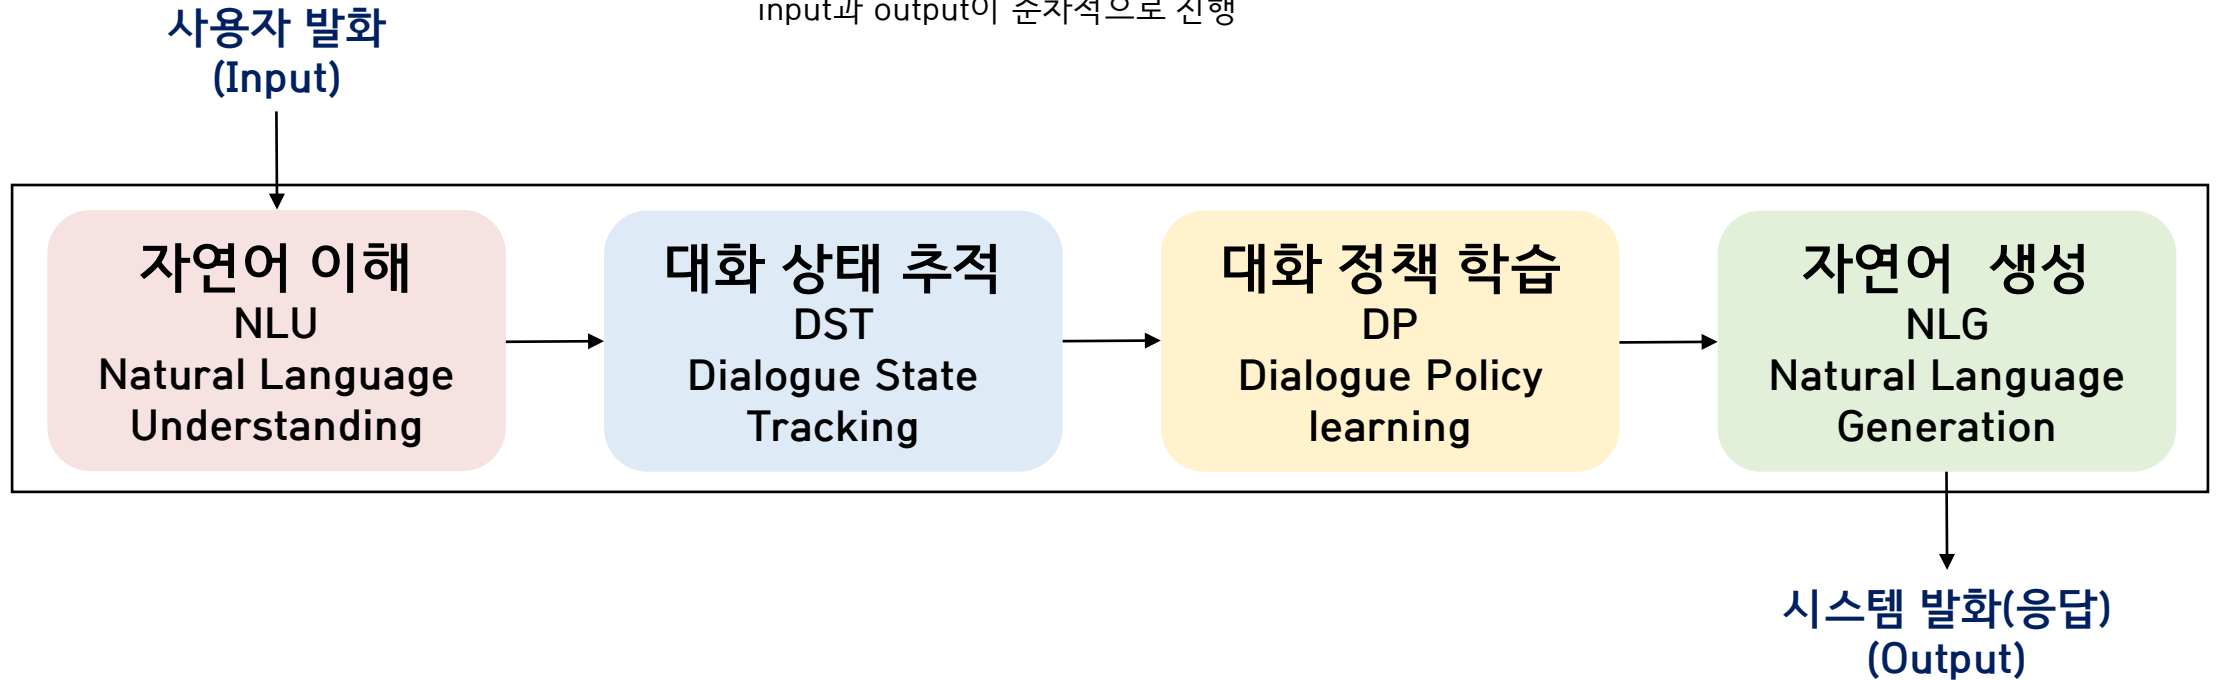 input과 output이 순차적으로 진행
사용자 발화
(Input)
자연어 이해
NLU
Natural Language
Understanding
대화 상태 추적
DST
Dialogue State
Tracking
대화 정책 학습
DP
Dialogue Policy
learning
자연어 생성
NLG
Natural Language
Generation
시스템 발화(응답)
(Output)